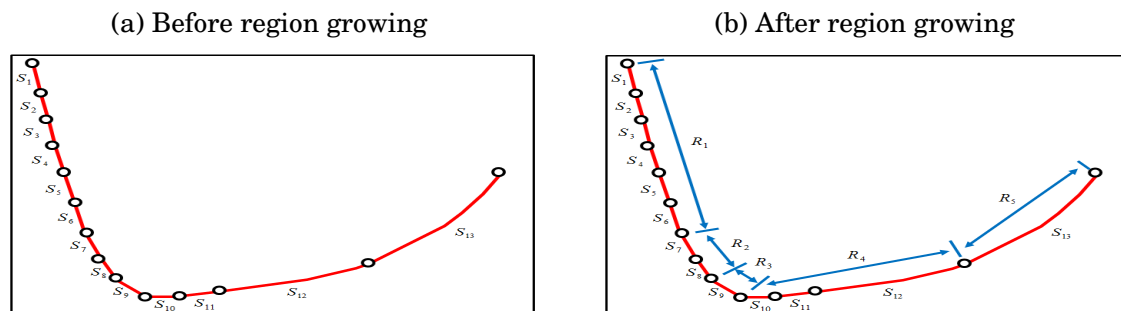 (a) Before region growing
(b) After region growing
S₁
S₂
S₃
S₄
S₅
S₆
S₇
S₈
S₉
S₁₀
S₁₁
S₁₂
S₁₃
S₁
S₂
S₃
S₄
S₅
S₆
S₇
S₈
S₉
S₁₀
S₁₁
S₁₂
S₁₃
R₁
R₂
R₃
R₄
R₅